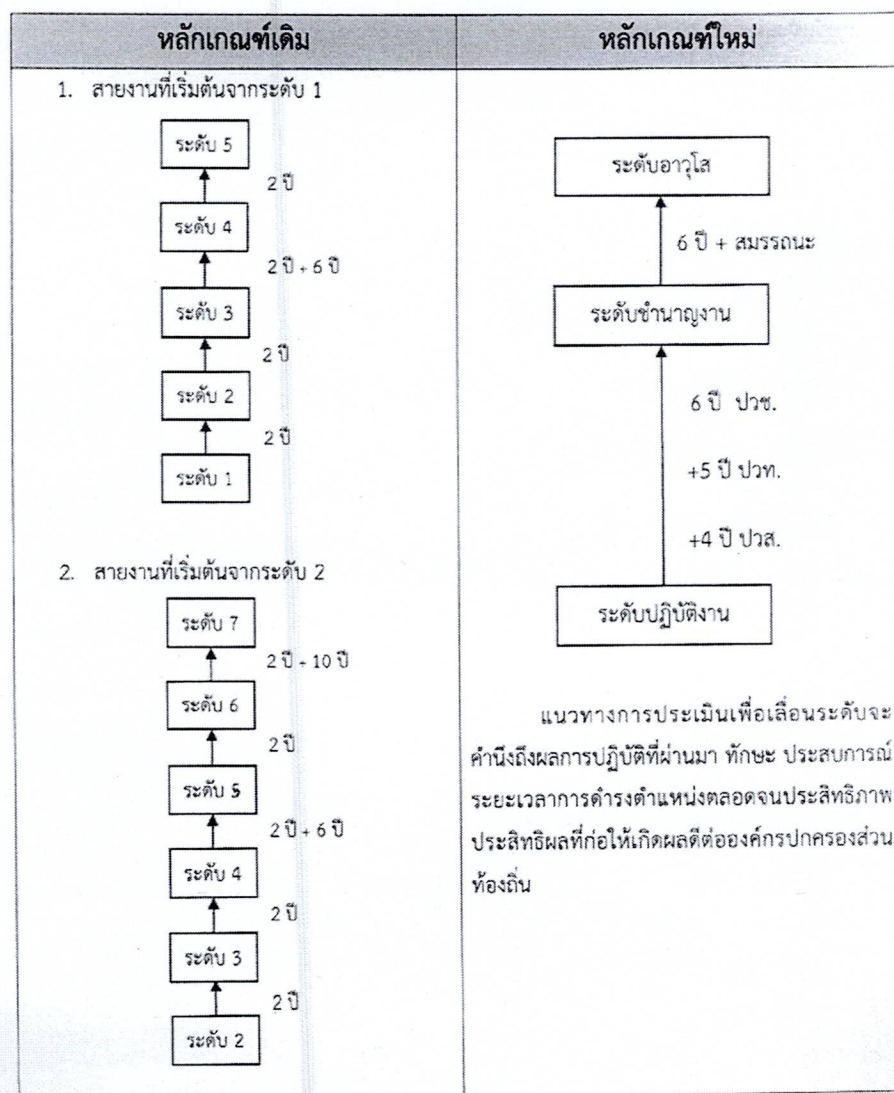 หลักเกณฑ์เดิม
1. สายงานที่เริ่มต้นจากระดับ 1
ระดับ 5
2 ปี
ระดับ 4
2 ปี + 6 ปี
ระดับ 3
2 ปี
ระดับ 2
2 ปี
ระดับ 1
2. สายงานที่เริ่มต้นจากระดับ 2
ระดับ 7
2 ปี + 10 ปี
ระดับ 6
2 ปี
ระดับ 5
2 ปี + 6 ปี
ระดับ 4
2 ปี
ระดับ 3
2 ปี
ระดับ 2
หลักเกณฑ์ใหม่
ระดับอาวุโส
6 ปี + สมรรถนะ
ระดับชำนาญงาน
6 ปี ปวช.
+5 ปี ปวท.
+4 ปี ปวส.
ระดับปฏิบัติงาน
แนวทางการประเมินเพื่อเลื่อนระดับจะ
คำนึงถึงผลการปฏิบัติที่ผ่านมา ทักษะ ประสบการณ์
ระยะเวลาการดำรงตำแหน่งตลอดจนประสิทธิภาพ
ประสิทธิผลที่ก่อให้เกิดผลดีต่อองค์กรปกครองส่วน
ท้องถิ่น